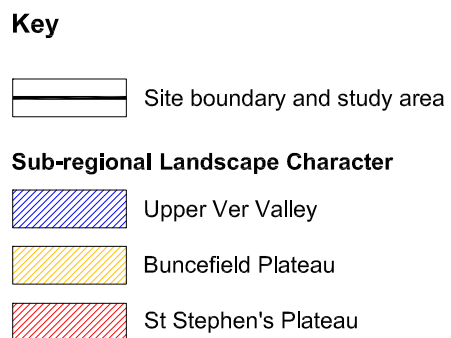 Key
Site boundary and study area
Sub-regional Landscape Character
Upper Ver Valley
Buncefield Plateau
St Stephen's Plateau